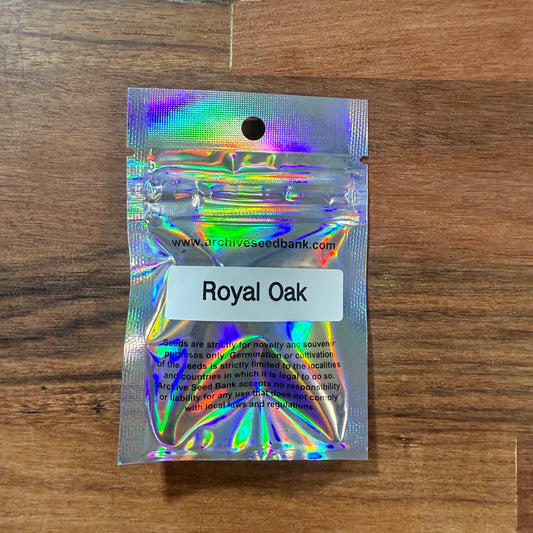 www.archiveseedbank.com
Royal Oak
Seeds are strictly for novelty and souvenir
purposes only. Germination or cultivation
of the seeds is strictly limited to the localities
and countries in which it is legal to do so.
Archive Seed Bank accepts no responsibility
or liability for any use that does not comply
with local laws and regulations.